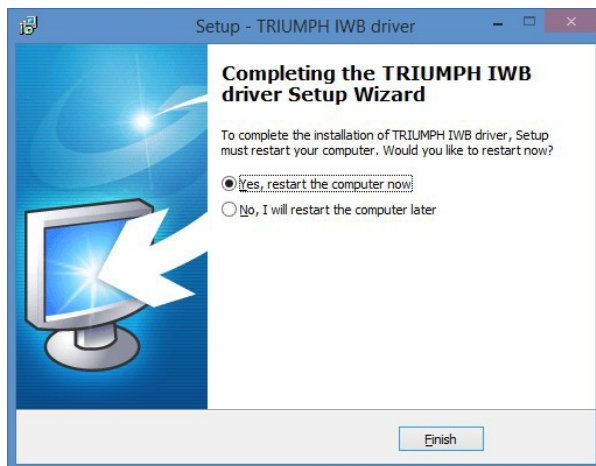 Setup - TRIUMPH IWB driver
Completing the TRIUMPH IWB
driver Setup Wizard
To complete the installation of TRIUMPH IWB driver, Setup
must restart your computer. Would you like to restart now?
Yes, restart the computer now
No, I will restart the computer later
Finish